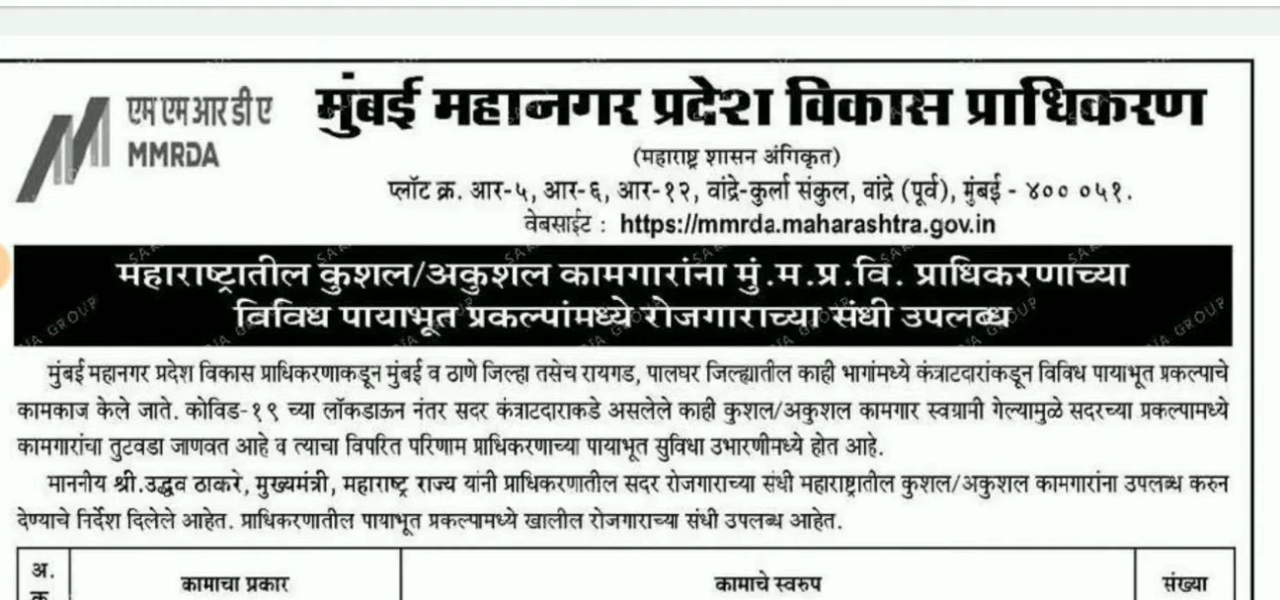 एम एम आर डी ए
MMRDA
मुंबई महानगर प्रदेश विकास प्राधिकरण
(महाराष्ट्र शासन अंगिकृत)
प्लॉट क्र. आर-५, आर-६, आर-१२, वांद्रे-कुर्ला संकुल, वांद्रे (पूर्व), मुंबई - ४०० ०५१.
वेबसाईट : https://mmrda.maharashtra.gov.in
महाराष्ट्रातील कुशल/अकुशल कामगारांना मुं.म.प्र.वि. प्राधिकरणाच्या
विविध पायाभूत प्रकल्पांमध्ये रोजगाराच्या संधी उपलब्ध
मुंबई महानगर प्रदेश विकास प्राधिकरणाकडून मुंबई व ठाणे जिल्हा तसेच रायगड, पालघर जिल्ह्यातील काही भागांमध्ये कंत्राटदारांकडून विविध पायाभूत प्रकल्पाचे
कामकाज केले जाते. कोविड-१९ च्या लॉकडाऊन नंतर सदर कंत्राटदाराकडे असलेले काही कुशल/अकुशल कामगार स्वग्रामी गेल्यामुळे सदरच्या प्रकल्पामध्ये
कामगारांचा तुटवडा जाणवत आहे व त्याचा विपरित परिणाम प्राधिकरणाच्या पायाभूत सुविधा उभारणीमध्ये होत आहे.
माननीय श्री.उद्धव ठाकरे, मुख्यमंत्री, महाराष्ट्र राज्य यांनी प्राधिकरणातील सदर रोजगाराच्या संधी महाराष्ट्रातील कुशल/अकुशल कामगारांना उपलब्ध करुन
देण्याचे निर्देश दिलेले आहेत. प्राधिकरणातील पायाभूत प्रकल्पामध्ये खालील रोजगाराच्या संधी उपलब्ध आहेत.
अ.
क्र. कामाचा प्रकार कामाचे स्वरुप संख्या